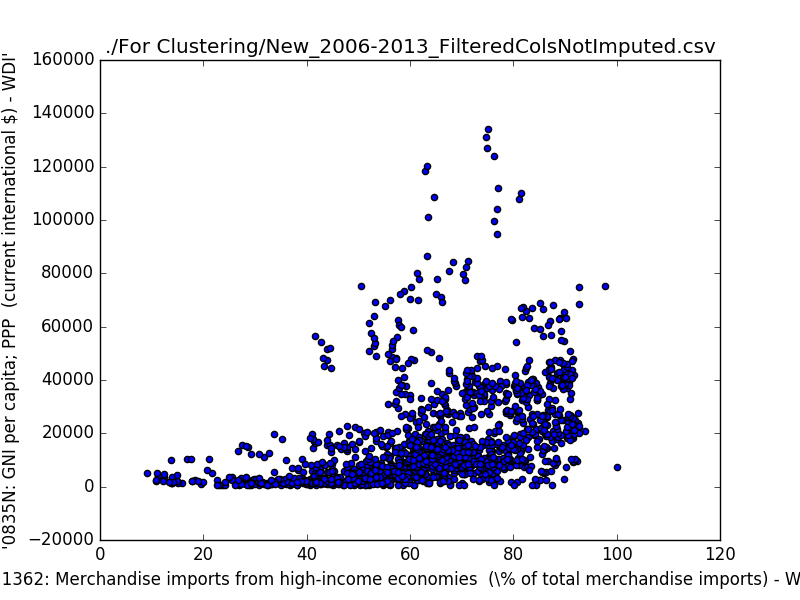 ./For Clustering/New_2006-2013_FilteredColsNotImputed.csv
160000
140000
120000
100000
80000
60000
40000
20000
0
−20000
'0835N: GNI per capita; PPP (current international $) - WDI'
0 20 40 60 80 100 120
1362: Merchandise imports from high-income economies (\% of total merchandise imports) - W